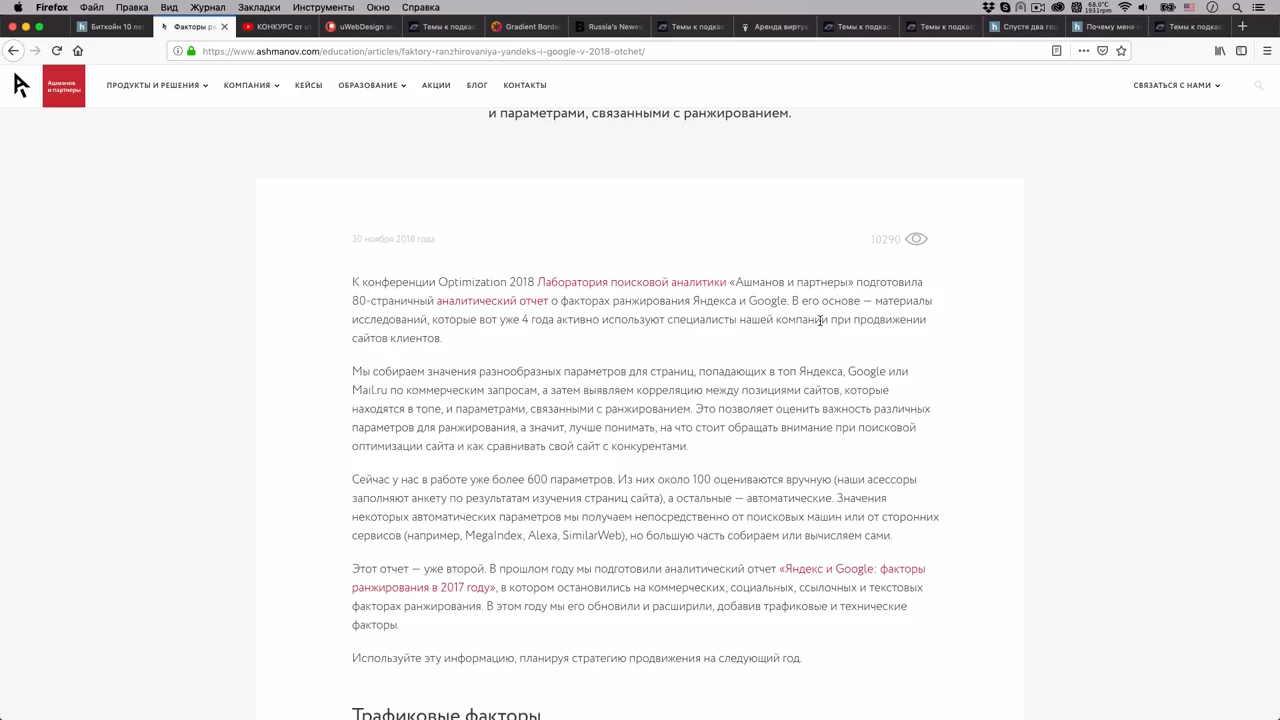 Firefox Файл Правка Вид Журнал Закладки Инструменты Окно Справка
68.0°C
1931rpm
Биткойн 10 лет
Факторы ра
КОНКУРС от u
uWebDesign а
Темы к подкас
Gradient Borde
Russia's Newes
Темы к подкас
Аренда виртуа
Темы к подкас
Темы к подкас
Спустя два год
Почему меня
Темы к подкас
https://www.ashmanov.com/education/articles/faktory-ranzhirovaniya-yandeks-i-google-v-2018-otchet/
Ашманов
и партнеры
ПРОДУКТЫ И РЕШЕНИЯ КОМПАНИЯ КЕЙСЫ ОБРАЗОВАНИЕ АКЦИИ БЛОГ КОНТАКТЫ СВЯЗАТЬСЯ С НАМИ
и параметрами, связанными с ранжированием.
30 ноября 2018 года
10290
К конференции Optimization 2018 Лаборатория поисковой аналитики «Ашманов и партнеры» подготовила
80-страничный аналитический отчет о факторах ранжирования Яндекса и Google. В его основе — материалы
исследований, которые вот уже 4 года активно используют специалисты нашей компании при продвижении
сайтов клиентов.
Мы собираем значения разнообразных параметров для страниц, попадающих в топ Яндекса, Google или
Mail.ru по коммерческим запросам, а затем выявляем корреляцию между позициями сайтов, которые
находятся в топе, и параметрами, связанными с ранжированием. Это позволяет оценить важность различных
параметров для ранжирования, а значит, лучше понимать, на что стоит обращать внимание при поисковой
оптимизации сайта и как сравнивать свой сайт с конкурентами.
Сейчас у нас в работе уже более 600 параметров. Из них около 100 оцениваются вручную (наши асессоры
заполняют анкету по результатам изучения страниц сайта), а остальные — автоматические. Значения
некоторых автоматических параметров мы получаем непосредственно от поисковых машин или от сторонних
сервисов (например, MegaIndex, Alexa, SimilarWeb), но большую часть собираем или вычисляем сами.
Этот отчет — уже второй. В прошлом году мы подготовили аналитический отчет «Яндекс и Google: факторы
ранжирования в 2017 году», в котором остановились на коммерческих, социальных, ссылочных и текстовых
факторах ранжирования. В этом году мы его обновили и расширили, добавив трафиковые и технические
факторы.
Используйте эту информацию, планируя стратегию продвижения на следующий год.
Трафиковые факторы